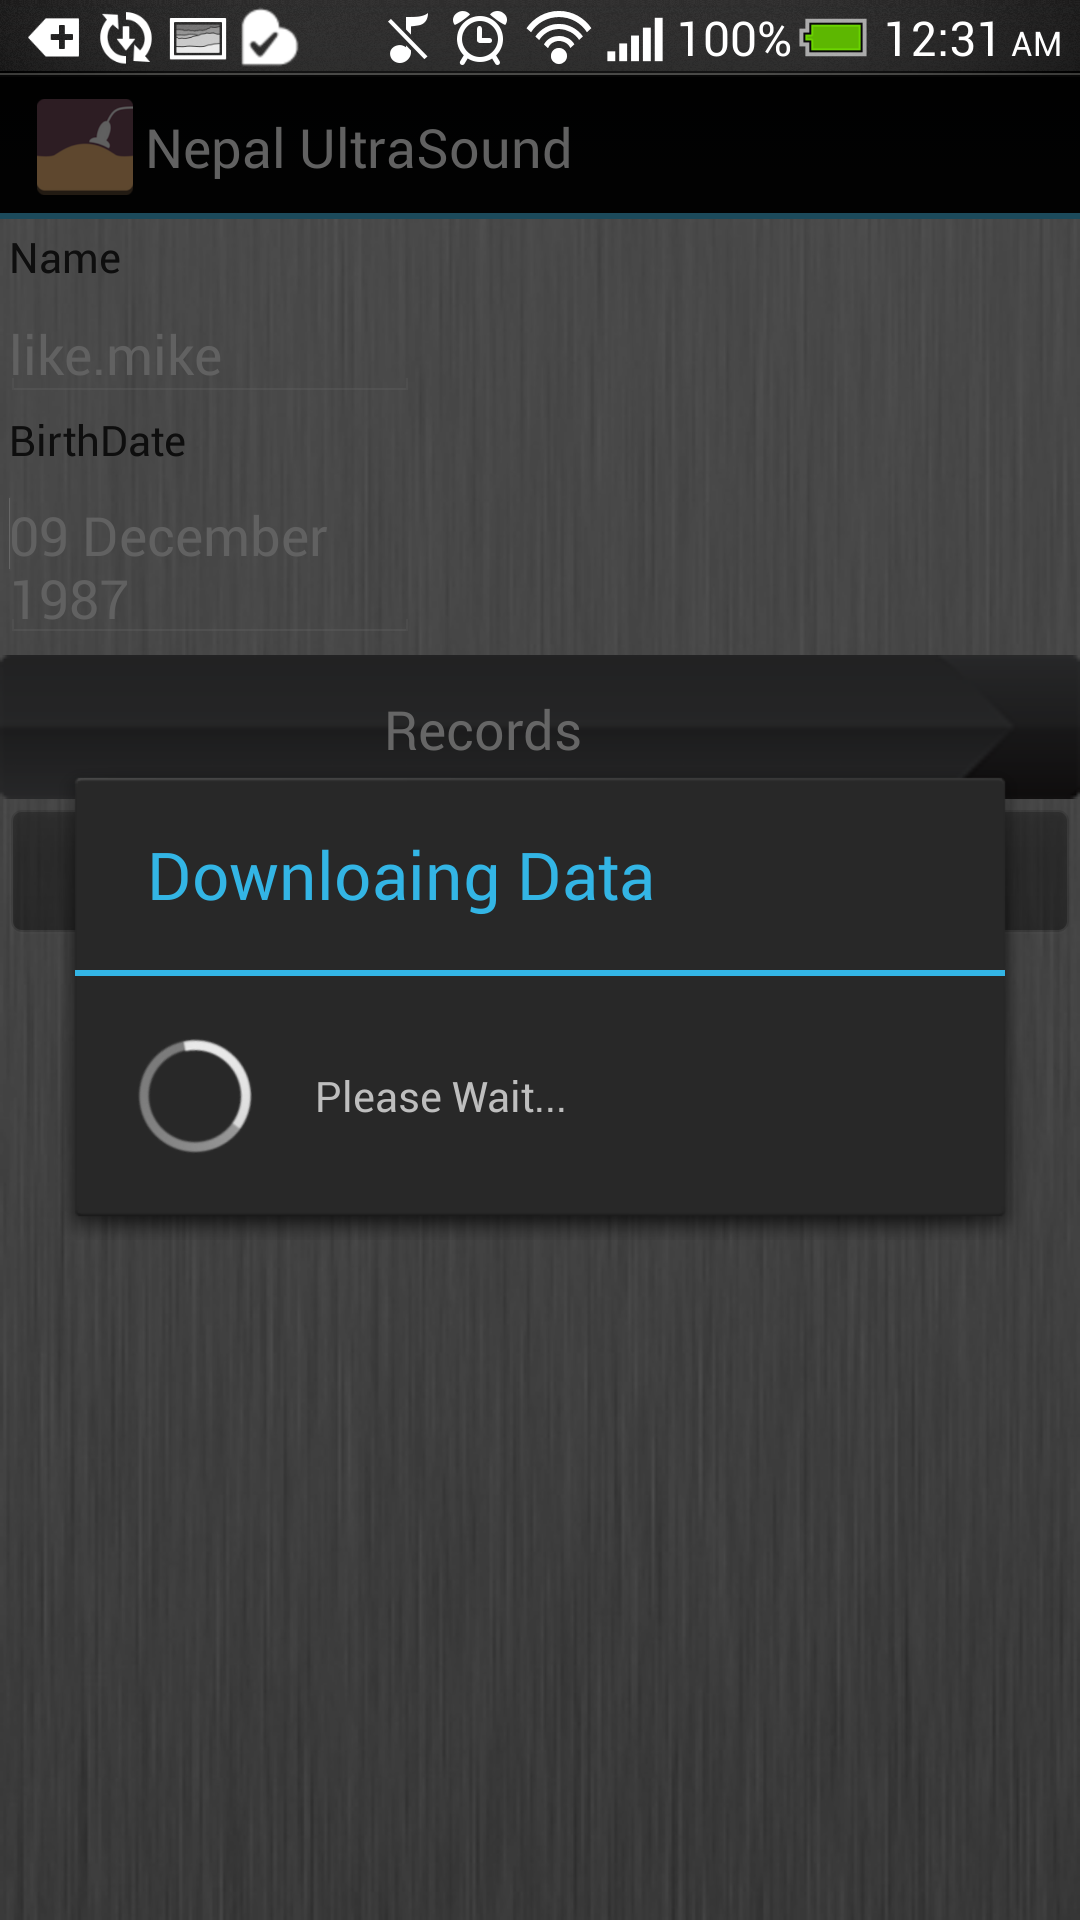 100% 12:31 AM
Nepal UltraSound
Name
like.mike
BirthDate
09 December
1987
Records
Downloaing Data
Please Wait...